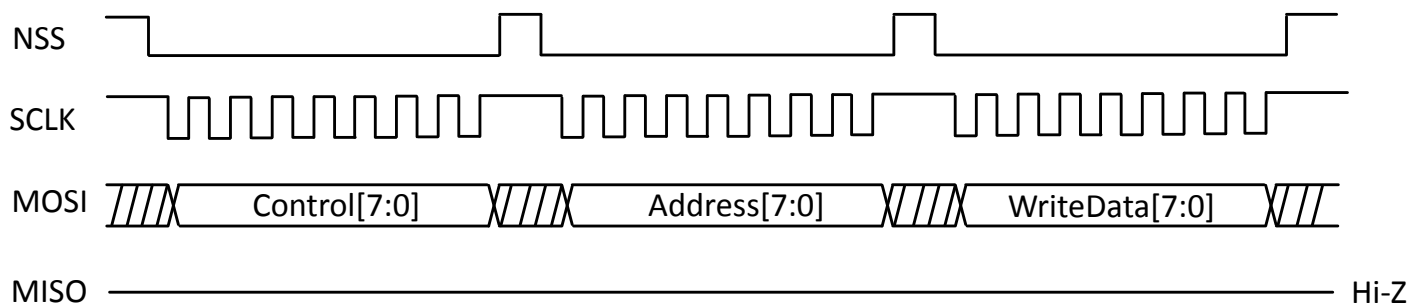 NSS
SCLK
MOSI Control[7:0] Address[7:0] WriteData[7:0]
MISO Hi-Z